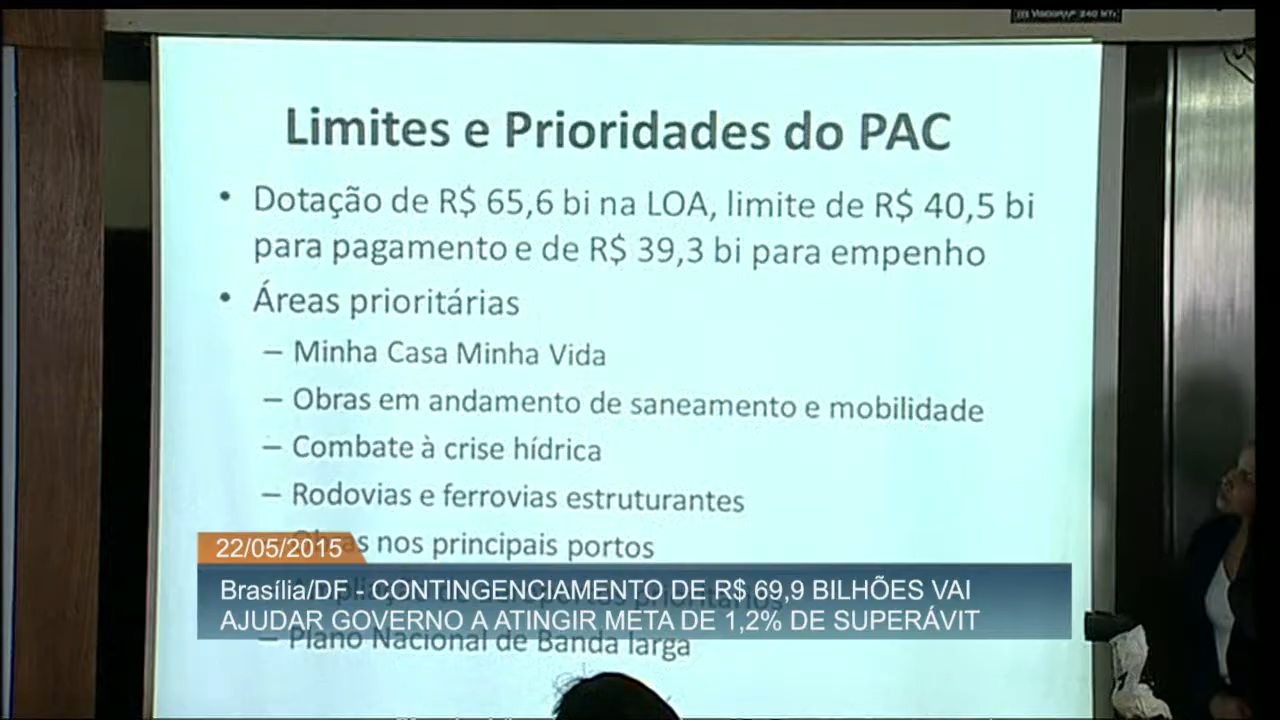 Limites e Prioridades do PAC
• Dotação de R$ 65,6 bi na LOA, limite de R$ 40,5 bi
para pagamento e de R$ 39,3 bi para empenho
• Áreas prioritárias
– Minha Casa Minha Vida
– Obras em andamento de saneamento e mobilidade
– Combate à crise hídrica
– Rodovias e ferrovias estruturantes
Obras nos principais portos
22/05/2015
Brasília/DF - CONTINGENCIAMENTO DE R$ 69,9 BILHÕES VAI
AJUDAR GOVERNO A ATINGIR META DE 1,2% DE SUPERÁVIT
– Plano Nacional de Banda larga